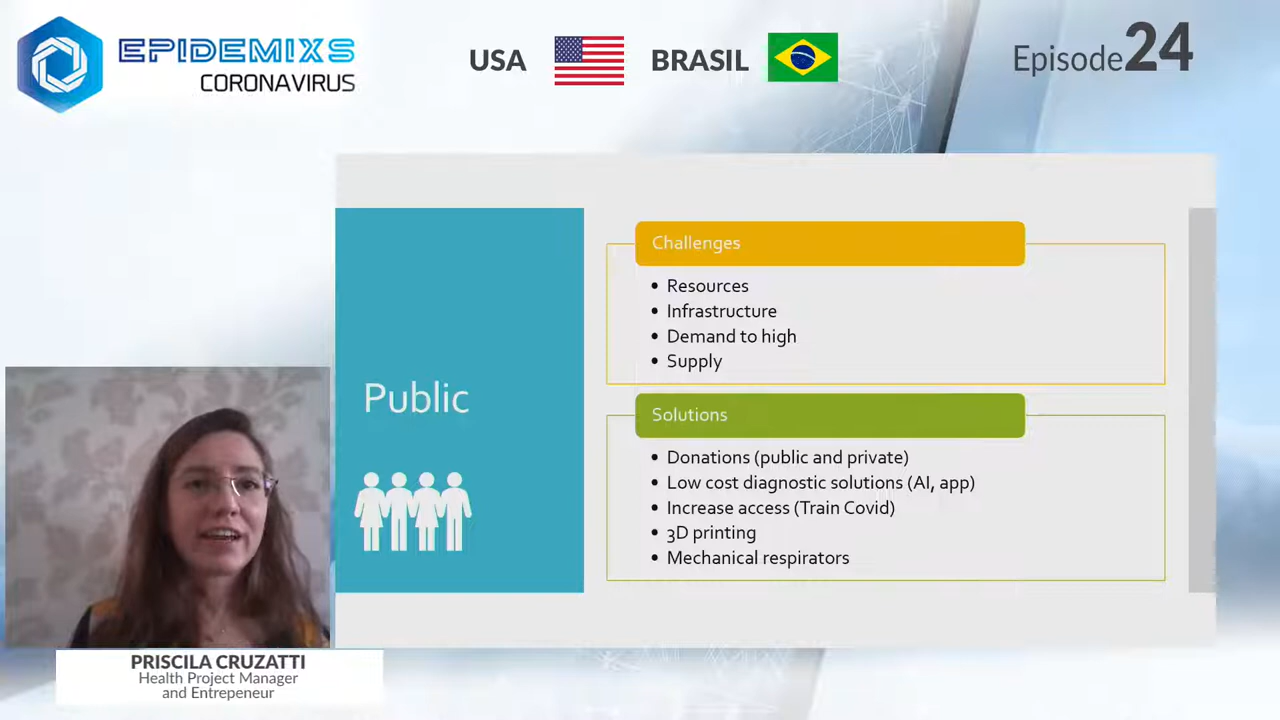 EPIDEMIXS
CORONAVIRUS
USA
BRASIL
Episode24
Public
Challenges
• Resources
• Infrastructure
• Demand to high
• Supply
Solutions
• Donations (public and private)
• Low cost diagnostic solutions (AI, app)
• Increase access (Train Covid)
• 3D printing
• Mechanical respirators
PRISCILA CRUZATTI
Health Project Manager
and Entrepeneur